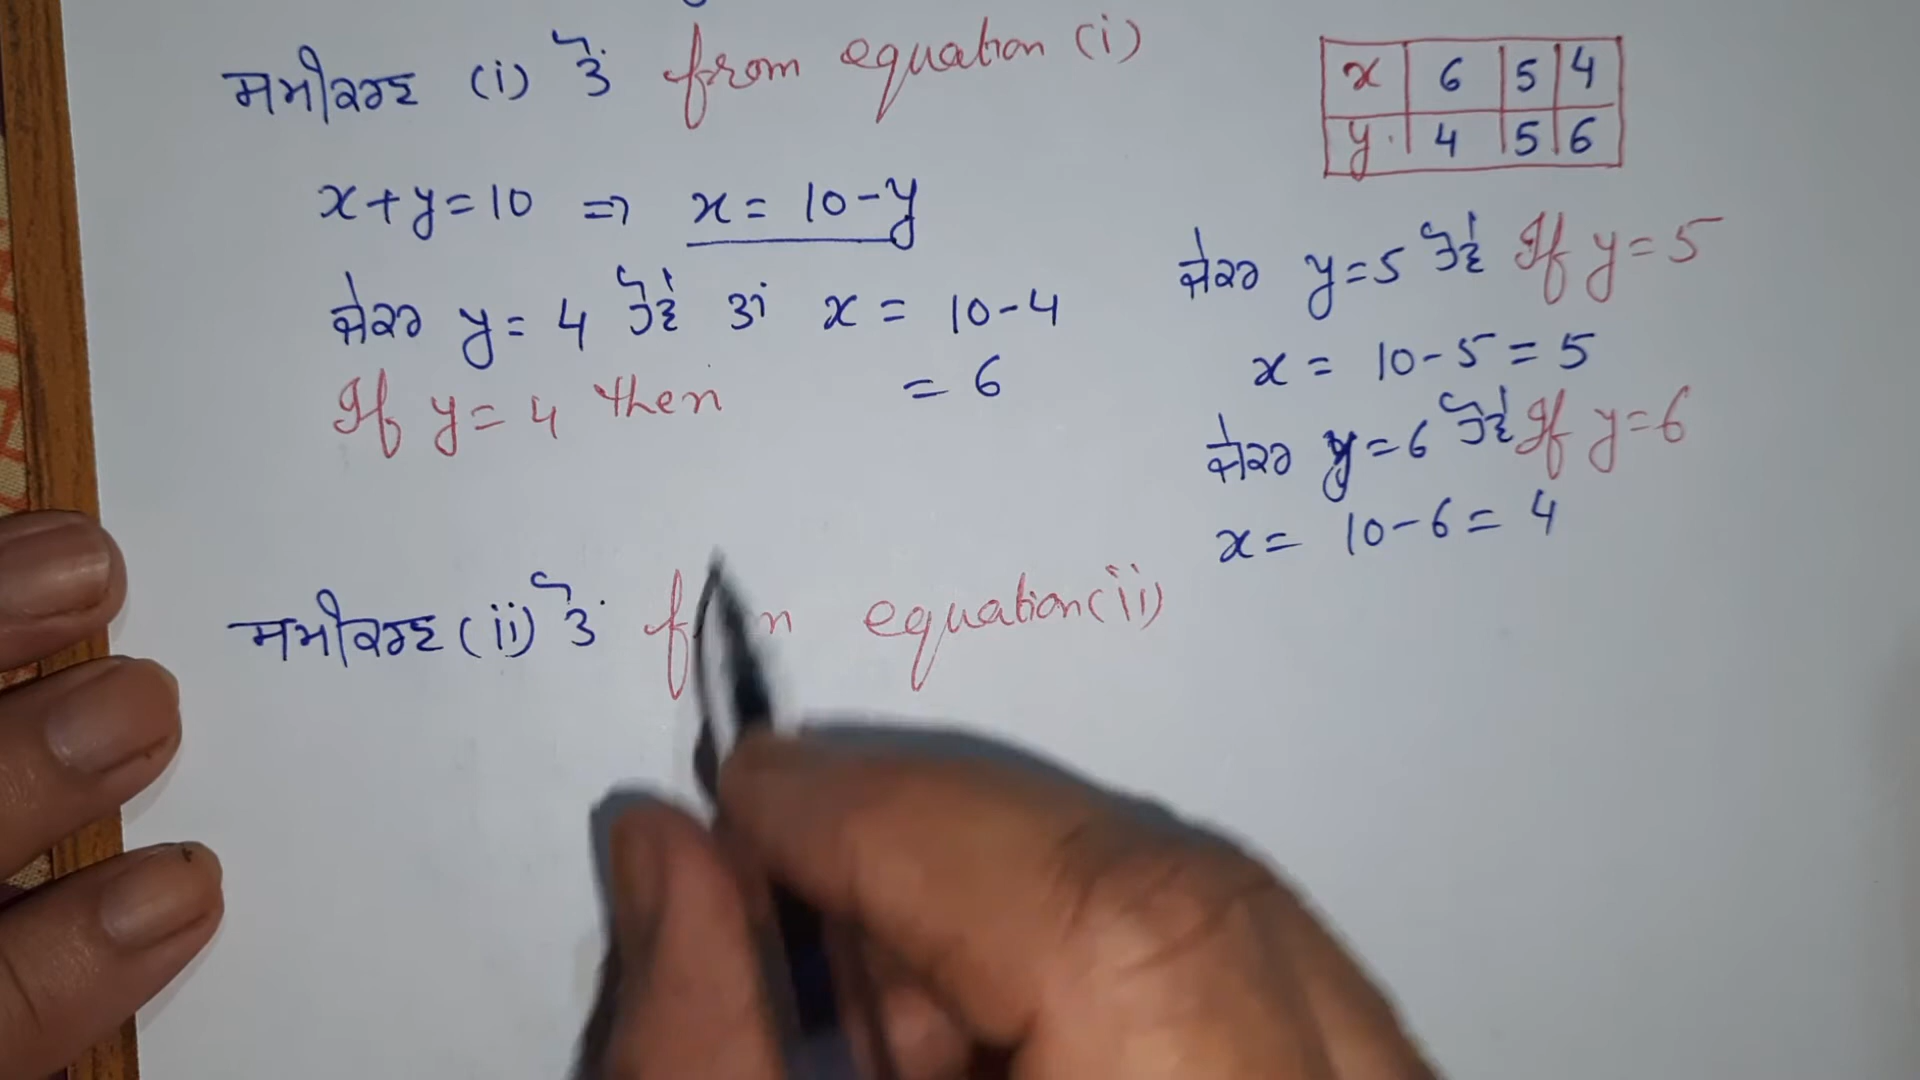 ਸਮੀਕਰਣ (i) ਤੋਂ from equation (i)
x + y = 10 ⇒ x = 10 - y
ਜੇਕਰ y = 4 ਹੋਵੇ ਤਾਂ x = 10 - 4
= 6
If y = 4 then
x | 6 | 5 | 4
y | 4 | 5 | 6
ਜੇਕਰ y = 5 ਹੋਵੇ If y = 5
x = 10 - 5 = 5
ਜੇਕਰ y = 6 ਹੋਵੇ If y = 6
x = 10 - 6 = 4
ਸਮੀਕਰਣ (ii) ਤੋਂ equation (ii)